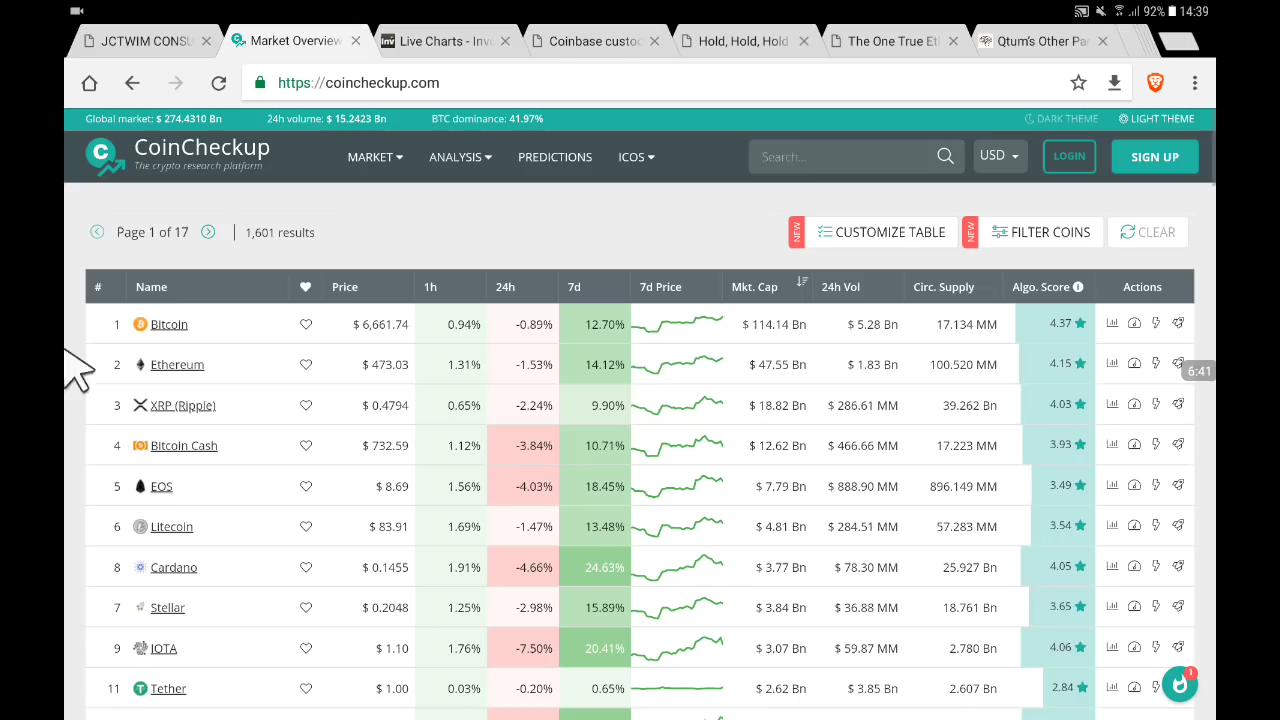 92% 14:39
JCTWIM CONSU
Market Overview
Inv Live Charts - Inve
Coinbase custod
Hold, Hold, Hold
The One True Eth
Qtum's Other Par
https://coincheckup.com
Global market: $ 274.4310 Bn 24h volume: $ 15.2423 Bn BTC dominance: 41.97% DARK THEME LIGHT THEME
CoinCheckup
The crypto research platform
MARKET ANALYSIS PREDICTIONS ICOS Search... USD LOGIN SIGN UP
Page 1 of 17 1,601 results NEW CUSTOMIZE TABLE NEW FILTER COINS CLEAR
# Name Price 1h 24h 7d 7d Price Mkt. Cap 24h Vol Circ. Supply Algo. Score Actions
1 Bitcoin $ 6,661.74 0.94% -0.89% 12.70% $ 114.14 Bn $ 5.28 Bn 17.134 MM 4.37
2 Ethereum $ 473.03 1.31% -1.53% 14.12% $ 47.55 Bn $ 1.83 Bn 100.520 MM 4.15
6:41
3 XRP (Ripple) $ 0.4794 0.65% -2.24% 9.90% $ 18.82 Bn $ 286.61 MM 39.262 Bn 4.03
4 Bitcoin Cash $ 732.59 1.12% -3.84% 10.71% $ 12.62 Bn $ 466.66 MM 17.223 MM 3.93
5 EOS $ 8.69 1.56% -4.03% 18.45% $ 7.79 Bn $ 888.90 MM 896.149 MM 3.49
6 Litecoin $ 83.91 1.69% -1.47% 13.48% $ 4.81 Bn $ 284.51 MM 57.283 MM 3.54
8 Cardano $ 0.1455 1.91% -4.66% 24.63% $ 3.77 Bn $ 78.30 MM 25.927 Bn 4.05
7 Stellar $ 0.2048 1.25% -2.98% 15.89% $ 3.84 Bn $ 36.88 MM 18.761 Bn 3.65
9 IOTA $ 1.10 1.76% -7.50% 20.41% $ 3.07 Bn $ 59.87 MM 2.780 Bn 4.06
11 Tether $ 1.00 0.03% -0.20% 0.65% $ 2.62 Bn $ 3.85 Bn 2.607 Bn 2.84
1